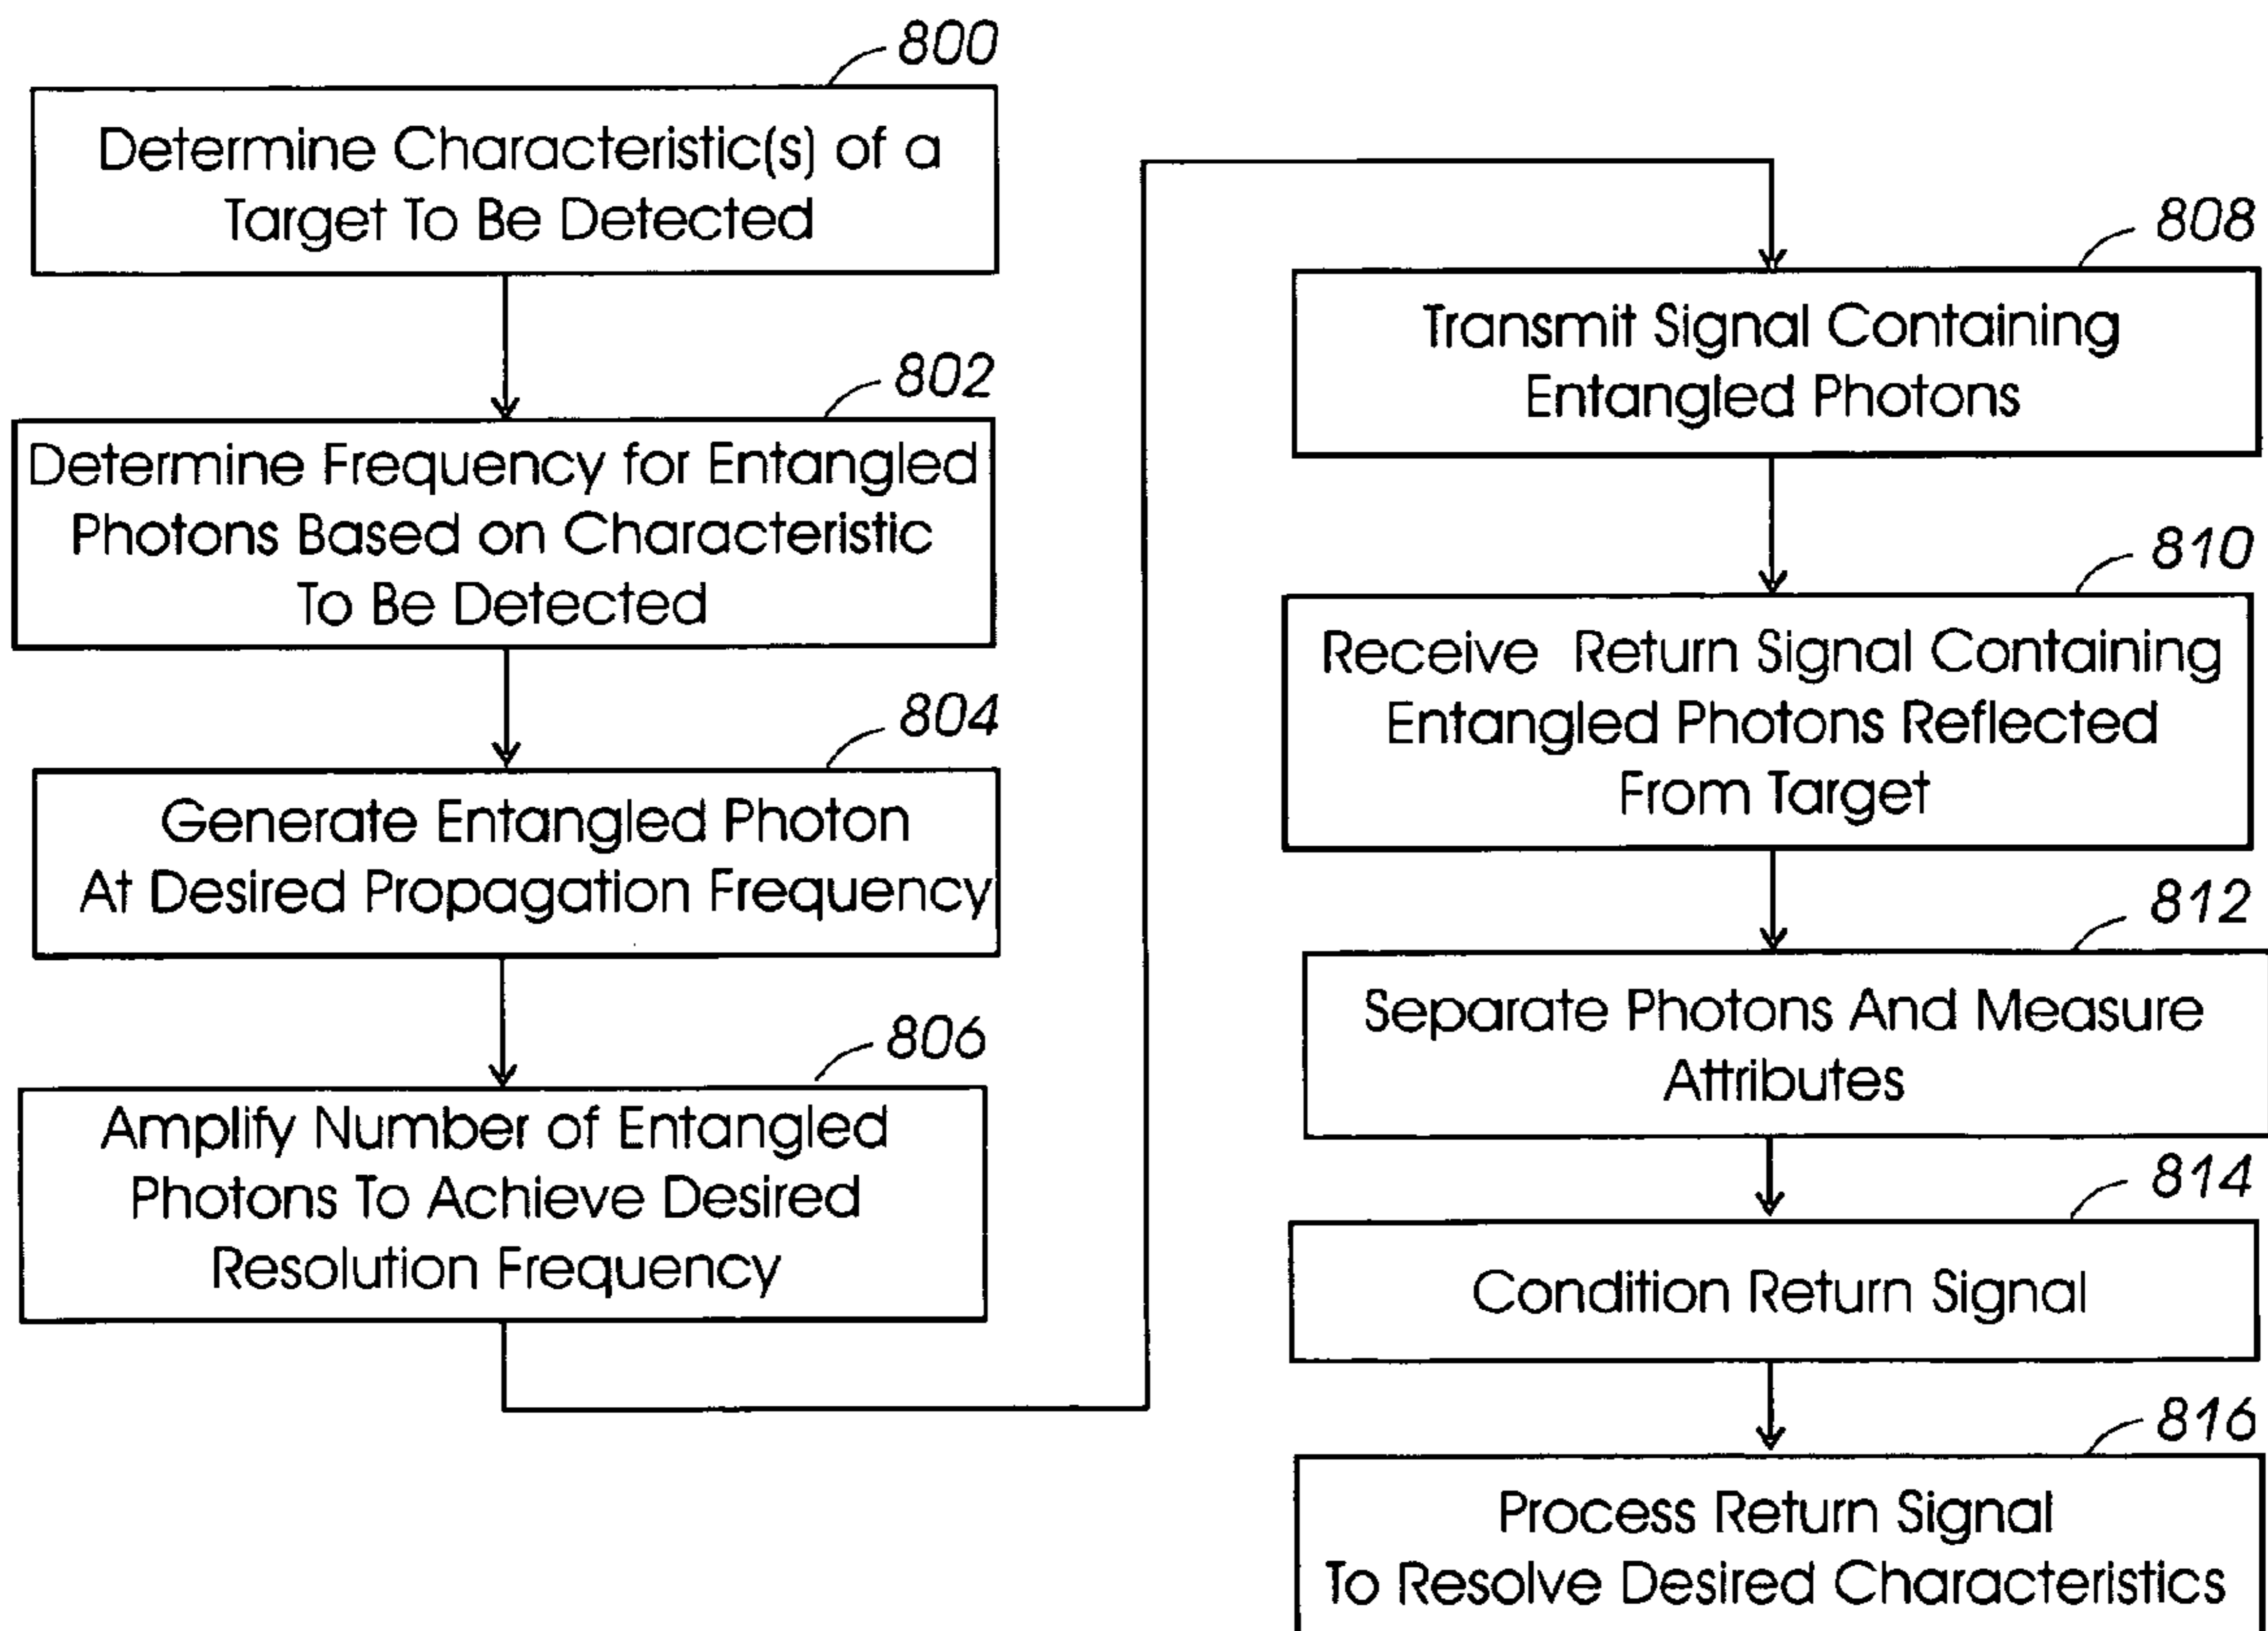 800
Determine Characteristic(s) of a
Target To Be Detected
802
Determine Frequency for Entangled
Photons Based on Characteristic
To Be Detected
804
Generate Entangled Photon
At Desired Propagation Frequency
806
Amplify Number of Entangled
Photons To Achieve Desired
Resolution Frequency
808
Transmit Signal Containing
Entangled Photons
810
Receive Return Signal Containing
Entangled Photons Reflected
From Target
812
Separate Photons And Measure
Attributes
814
Condition Return Signal
816
Process Return Signal
To Resolve Desired Characteristics